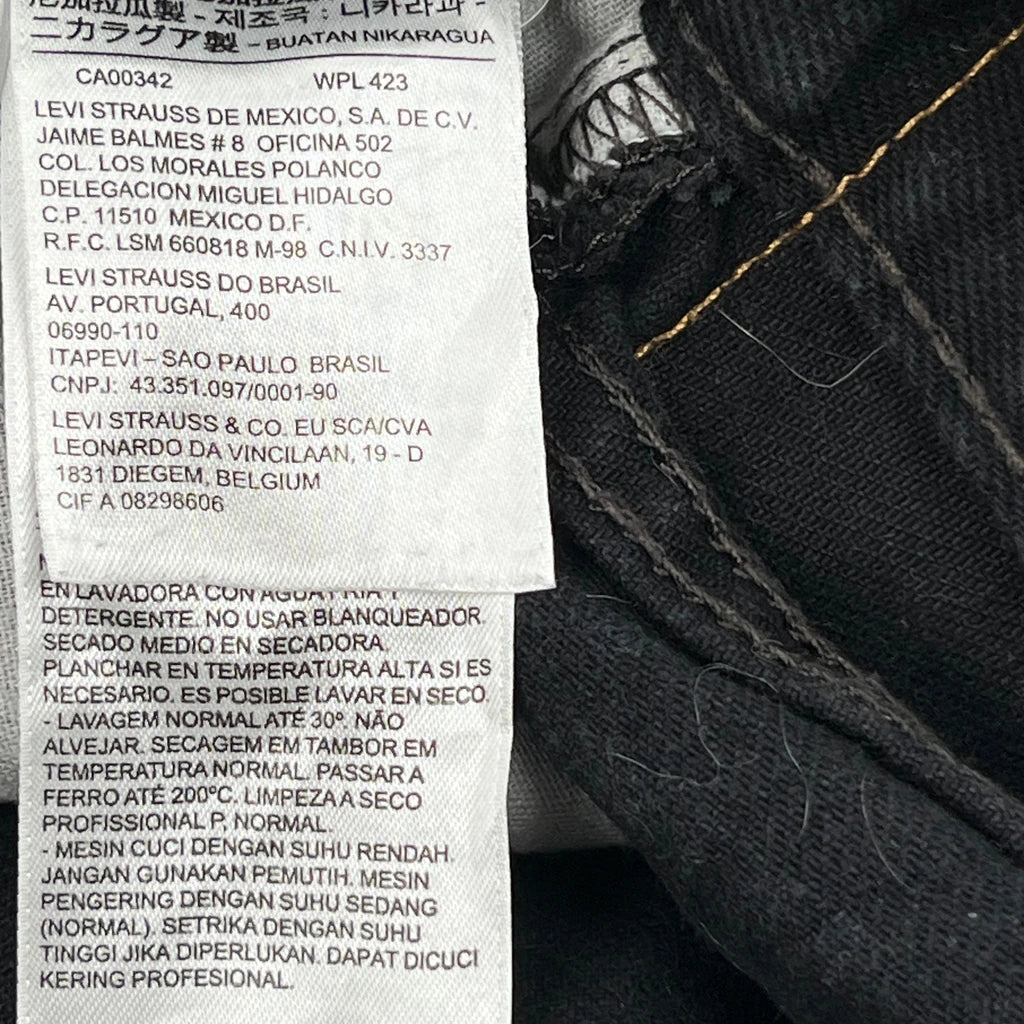 尼加拉瓜製 - 제조국 : 니카라과 -
ニカラグア製 - BUATAN NIKARAGUA
CA00342 WPL 423
LEVI STRAUSS DE MEXICO, S.A. DE C.V.
JAIME BALMES # 8 OFICINA 502
COL. LOS MORALES POLANCO
DELEGACION MIGUEL HIDALGO
C.P. 11510 MEXICO D.F.
R.F.C. LSM 660818 M-98 C.N.I.V. 3337
LEVI STRAUSS DO BRASIL
AV. PORTUGAL, 400
06990-110
ITAPEVI – SAO PAULO BRASIL
CNPJ: 43.351.097/0001-90
LEVI STRAUSS & CO. EU SCA/CVA
LEONARDO DA VINCILAAN, 19 - D
1831 DIEGEM, BELGIUM
CIF A 08298606
EN LAVADORA CON AGUA FRIA Y
DETERGENTE. NO USAR BLANQUEADOR.
SECADO MEDIO EN SECADORA.
PLANCHAR EN TEMPERATURA ALTA SI ES
NECESARIO. ES POSIBLE LAVAR EN SECO.
- LAVAGEM NORMAL ATÉ 30º. NÃO
ALVEJAR. SECAGEM EM TAMBOR EM
TEMPERATURA NORMAL. PASSAR A
FERRO ATÉ 200ºC. LIMPEZA A SECO
PROFISSIONAL P, NORMAL.
- MESIN CUCI DENGAN SUHU RENDAH.
JANGAN GUNAKAN PEMUTIH. MESIN
PENGERING DENGAN SUHU SEDANG
(NORMAL). SETRIKA DENGAN SUHU
TINGGI JIKA DIPERLUKAN. DAPAT DICUCI
KERING PROFESIONAL.